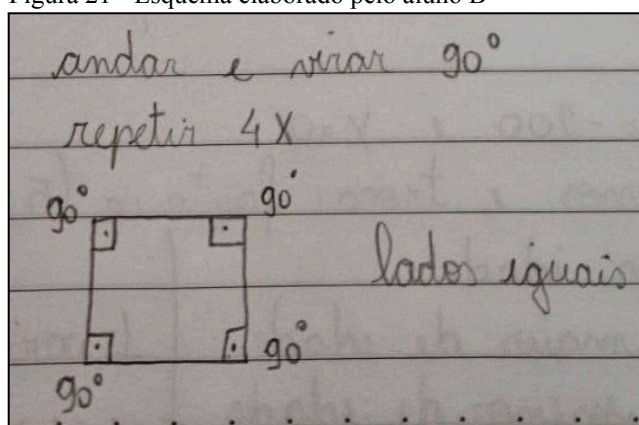 Figura 21 - Esquema elaborado pelo aluno B
andar e virar 90°
repetir 4X
90° 90°
lados iguais
90°
90°